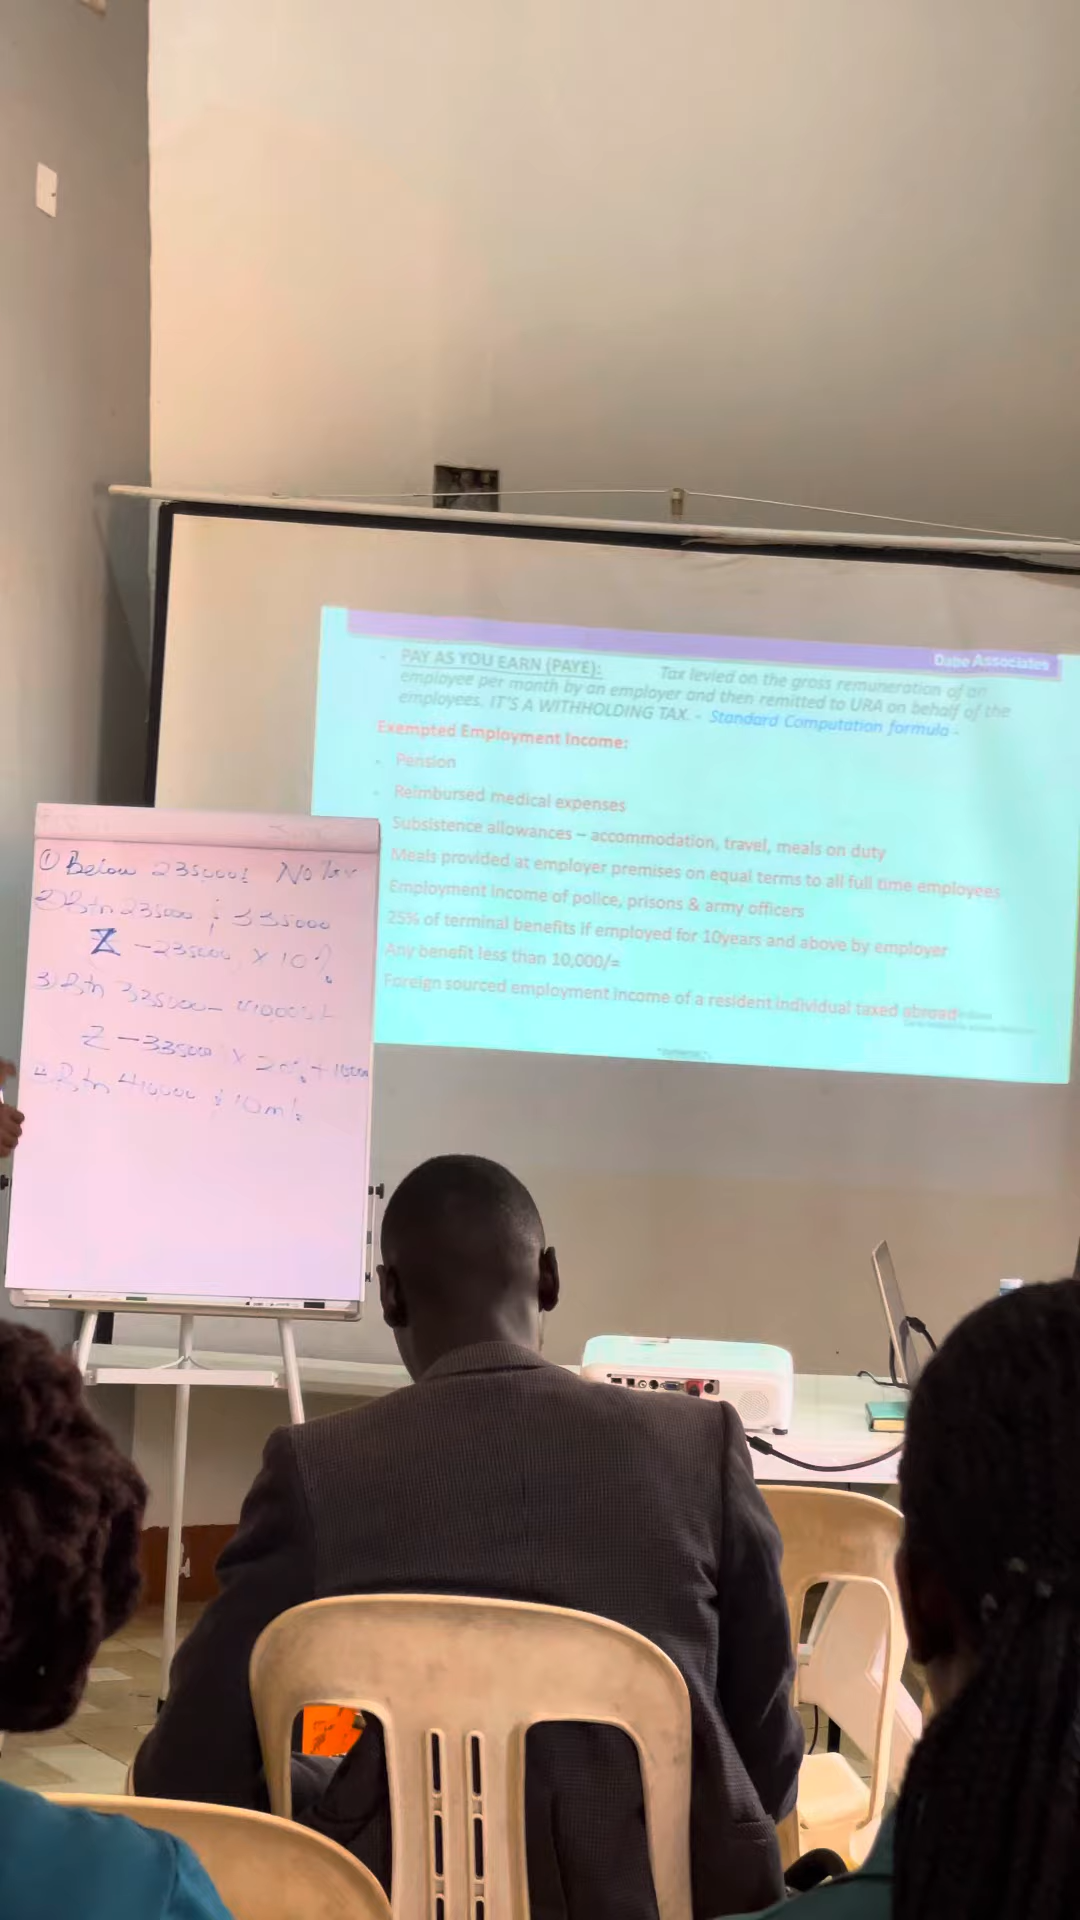 Dabe Associates
- PAY AS YOU EARN (PAYE): Tax levied on the gross remuneration of an
employee per month by an employer and then remitted to URA on behalf of the
employees. IT'S A WITHHOLDING TAX. - Standard Computation formula -
Exempted Employment Income:
- Pension
- Reimbursed medical expenses
Subsistence allowances – accommodation, travel, meals on duty
Meals provided at employer premises on equal terms to all full time employees
Employment income of police, prisons & army officers
25% of terminal benefits if employed for 10years and above by employer
Any benefit less than 10,000/=
Foreign sourced employment income of a resident individual taxed abroad
① Below 235,000/= No Tax
2) Btn 235000 & 335000
Z - 235000 × 10%
3) Btn 335000 - 410000/=
Z - 335000 × 20% + 10000
4) Btn 410000 & 10m/=